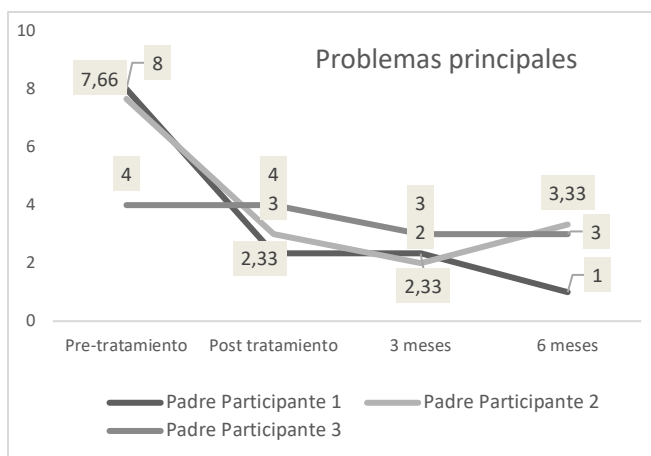 Problemas principales
10
8
6
4
2
0
7,66
8
4
4
3
2,33
3
2
2,33
3,33
3
1
Pre-tratamiento
Post tratamiento
3 meses
6 meses
Padre Participante 1
Padre Participante 2
Padre Participante 3